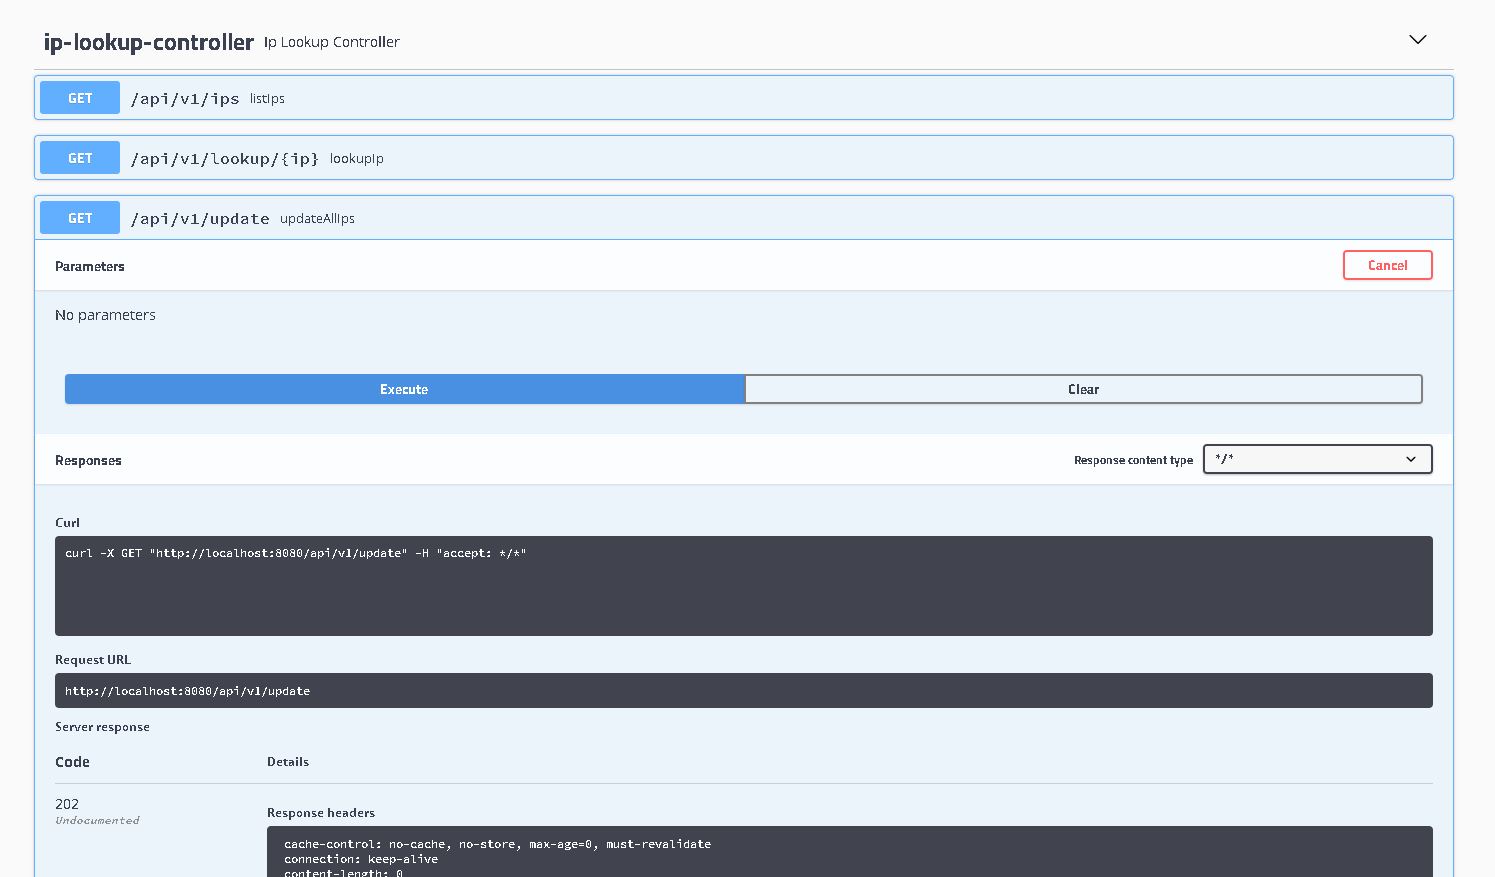 ip-lookup-controller Ip Lookup Controller
GET /api/v1/ips listIps
GET /api/v1/lookup/{ip} lookupIp
GET /api/v1/update updateAllIps
Parameters Cancel
No parameters
Execute Clear
Responses Response content type */*
Curl
curl -X GET "http://localhost:8080/api/v1/update" -H "accept: */*"
Request URL
http://localhost:8080/api/v1/update
Server response
Code Details
202
Undocumented
Response headers
cache-control: no-cache, no-store, max-age=0, must-revalidate
connection: keep-alive
content-length: 0